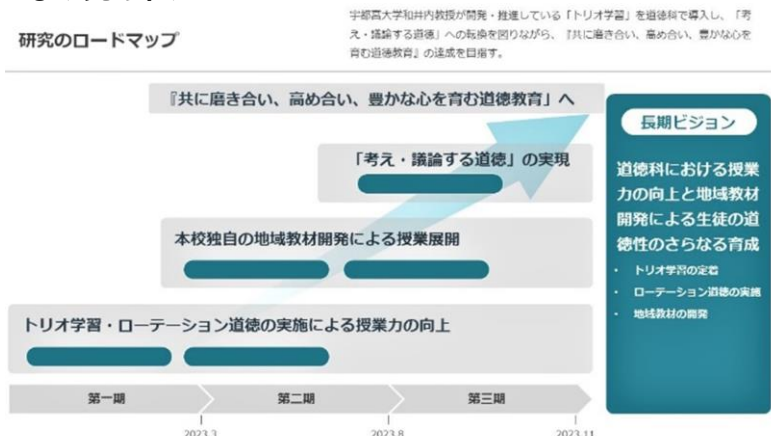 研究のロードマップ
宇都宮大学和井内教授が開発・推進している「トリオ学習」を道徳科で導入し、「考
え・議論する道徳」への転換を図りながら、『共に磨き合い、高め合い、豊かな心を
育む道徳教育』の達成を目指す。
『共に磨き合い、高め合い、豊かな心を育む道徳教育」へ
「考え・議論する道徳」の実現
本校独自の地域教材開発による授業展開
トリオ学習・ローテーション道徳の実施による授業力の向上
第一期
第二期
第三期
2023.3
2023.8
2023.11
長期ビジョン
道徳科における授業
力の向上と地域教材
開発による生徒の道
徳性のさらなる育成
・ トリオ学習の定着
・ ローテーション道徳の実施
・ 地域教材の開発